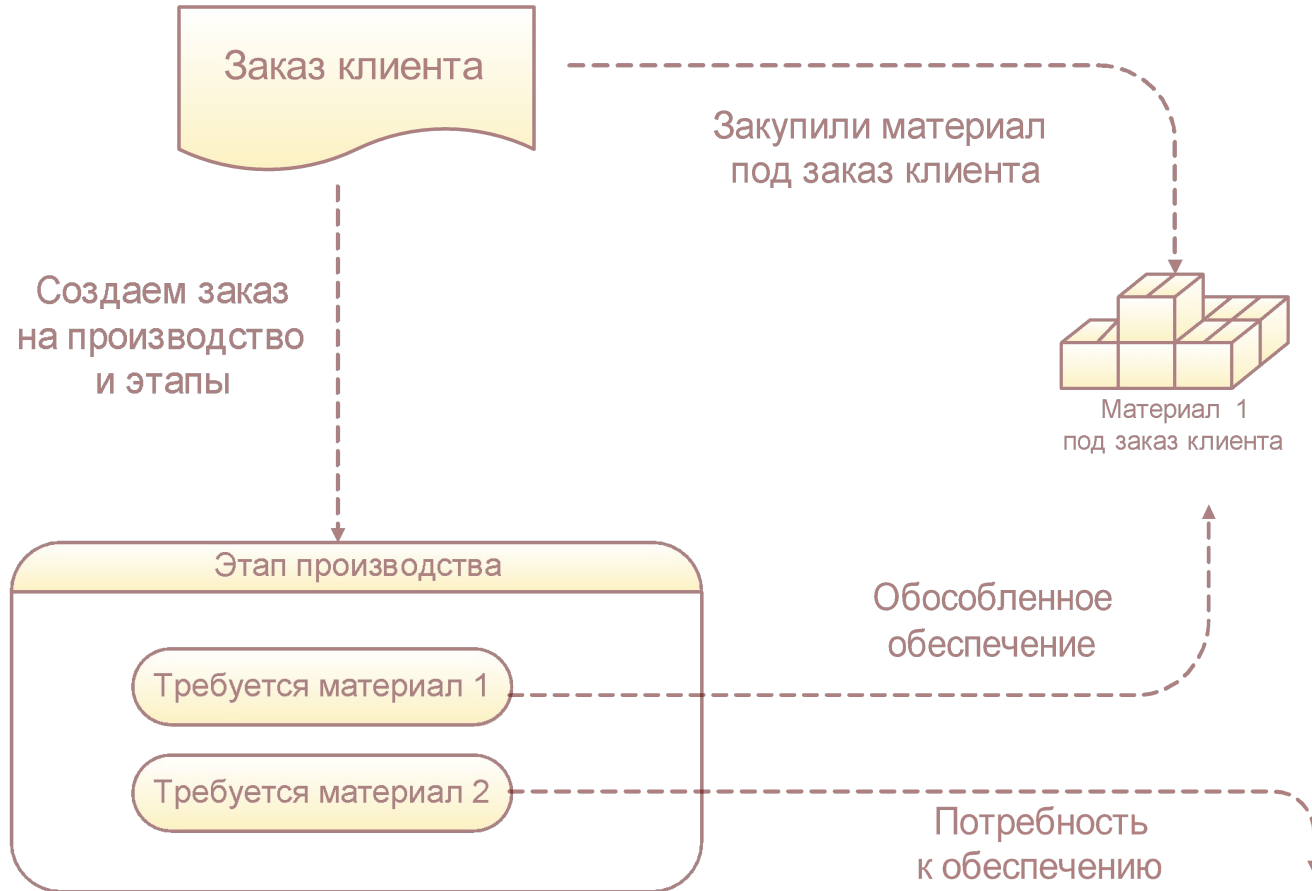 Заказ клиента
Закупили материал
под заказ клиента
Создаем заказ
на производство
и этапы
Материал 1
под заказ клиента
Этап производства
Обособленное
обеспечение
Требуется материал 1
Требуется материал 2
Потребность
к обеспечению